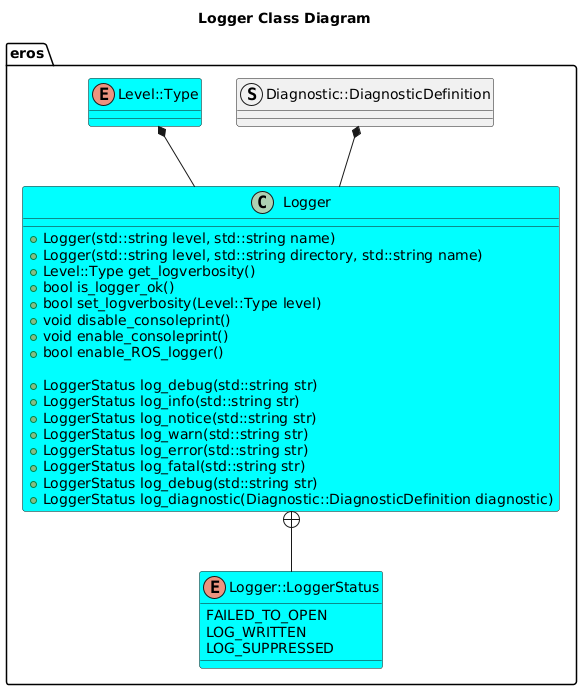 Logger Class Diagram
eros
E Level::Type
S Diagnostic::DiagnosticDefinition
C Logger
Logger(std::string level, std::string name)
Logger(std::string level, std::string directory, std::string name)
Level::Type get_logverbosity()
bool is_logger_ok()
bool set_logverbosity(Level::Type level)
void disable_consoleprint()
void enable_consoleprint()
bool enable_ROS_logger()
LoggerStatus log_debug(std::string str)
LoggerStatus log_info(std::string str)
LoggerStatus log_notice(std::string str)
LoggerStatus log_warn(std::string str)
LoggerStatus log_error(std::string str)
LoggerStatus log_fatal(std::string str)
LoggerStatus log_debug(std::string str)
LoggerStatus log_diagnostic(Diagnostic::DiagnosticDefinition diagnostic)
E Logger::LoggerStatus
FAILED_TO_OPEN
LOG_WRITTEN
LOG_SUPPRESSED